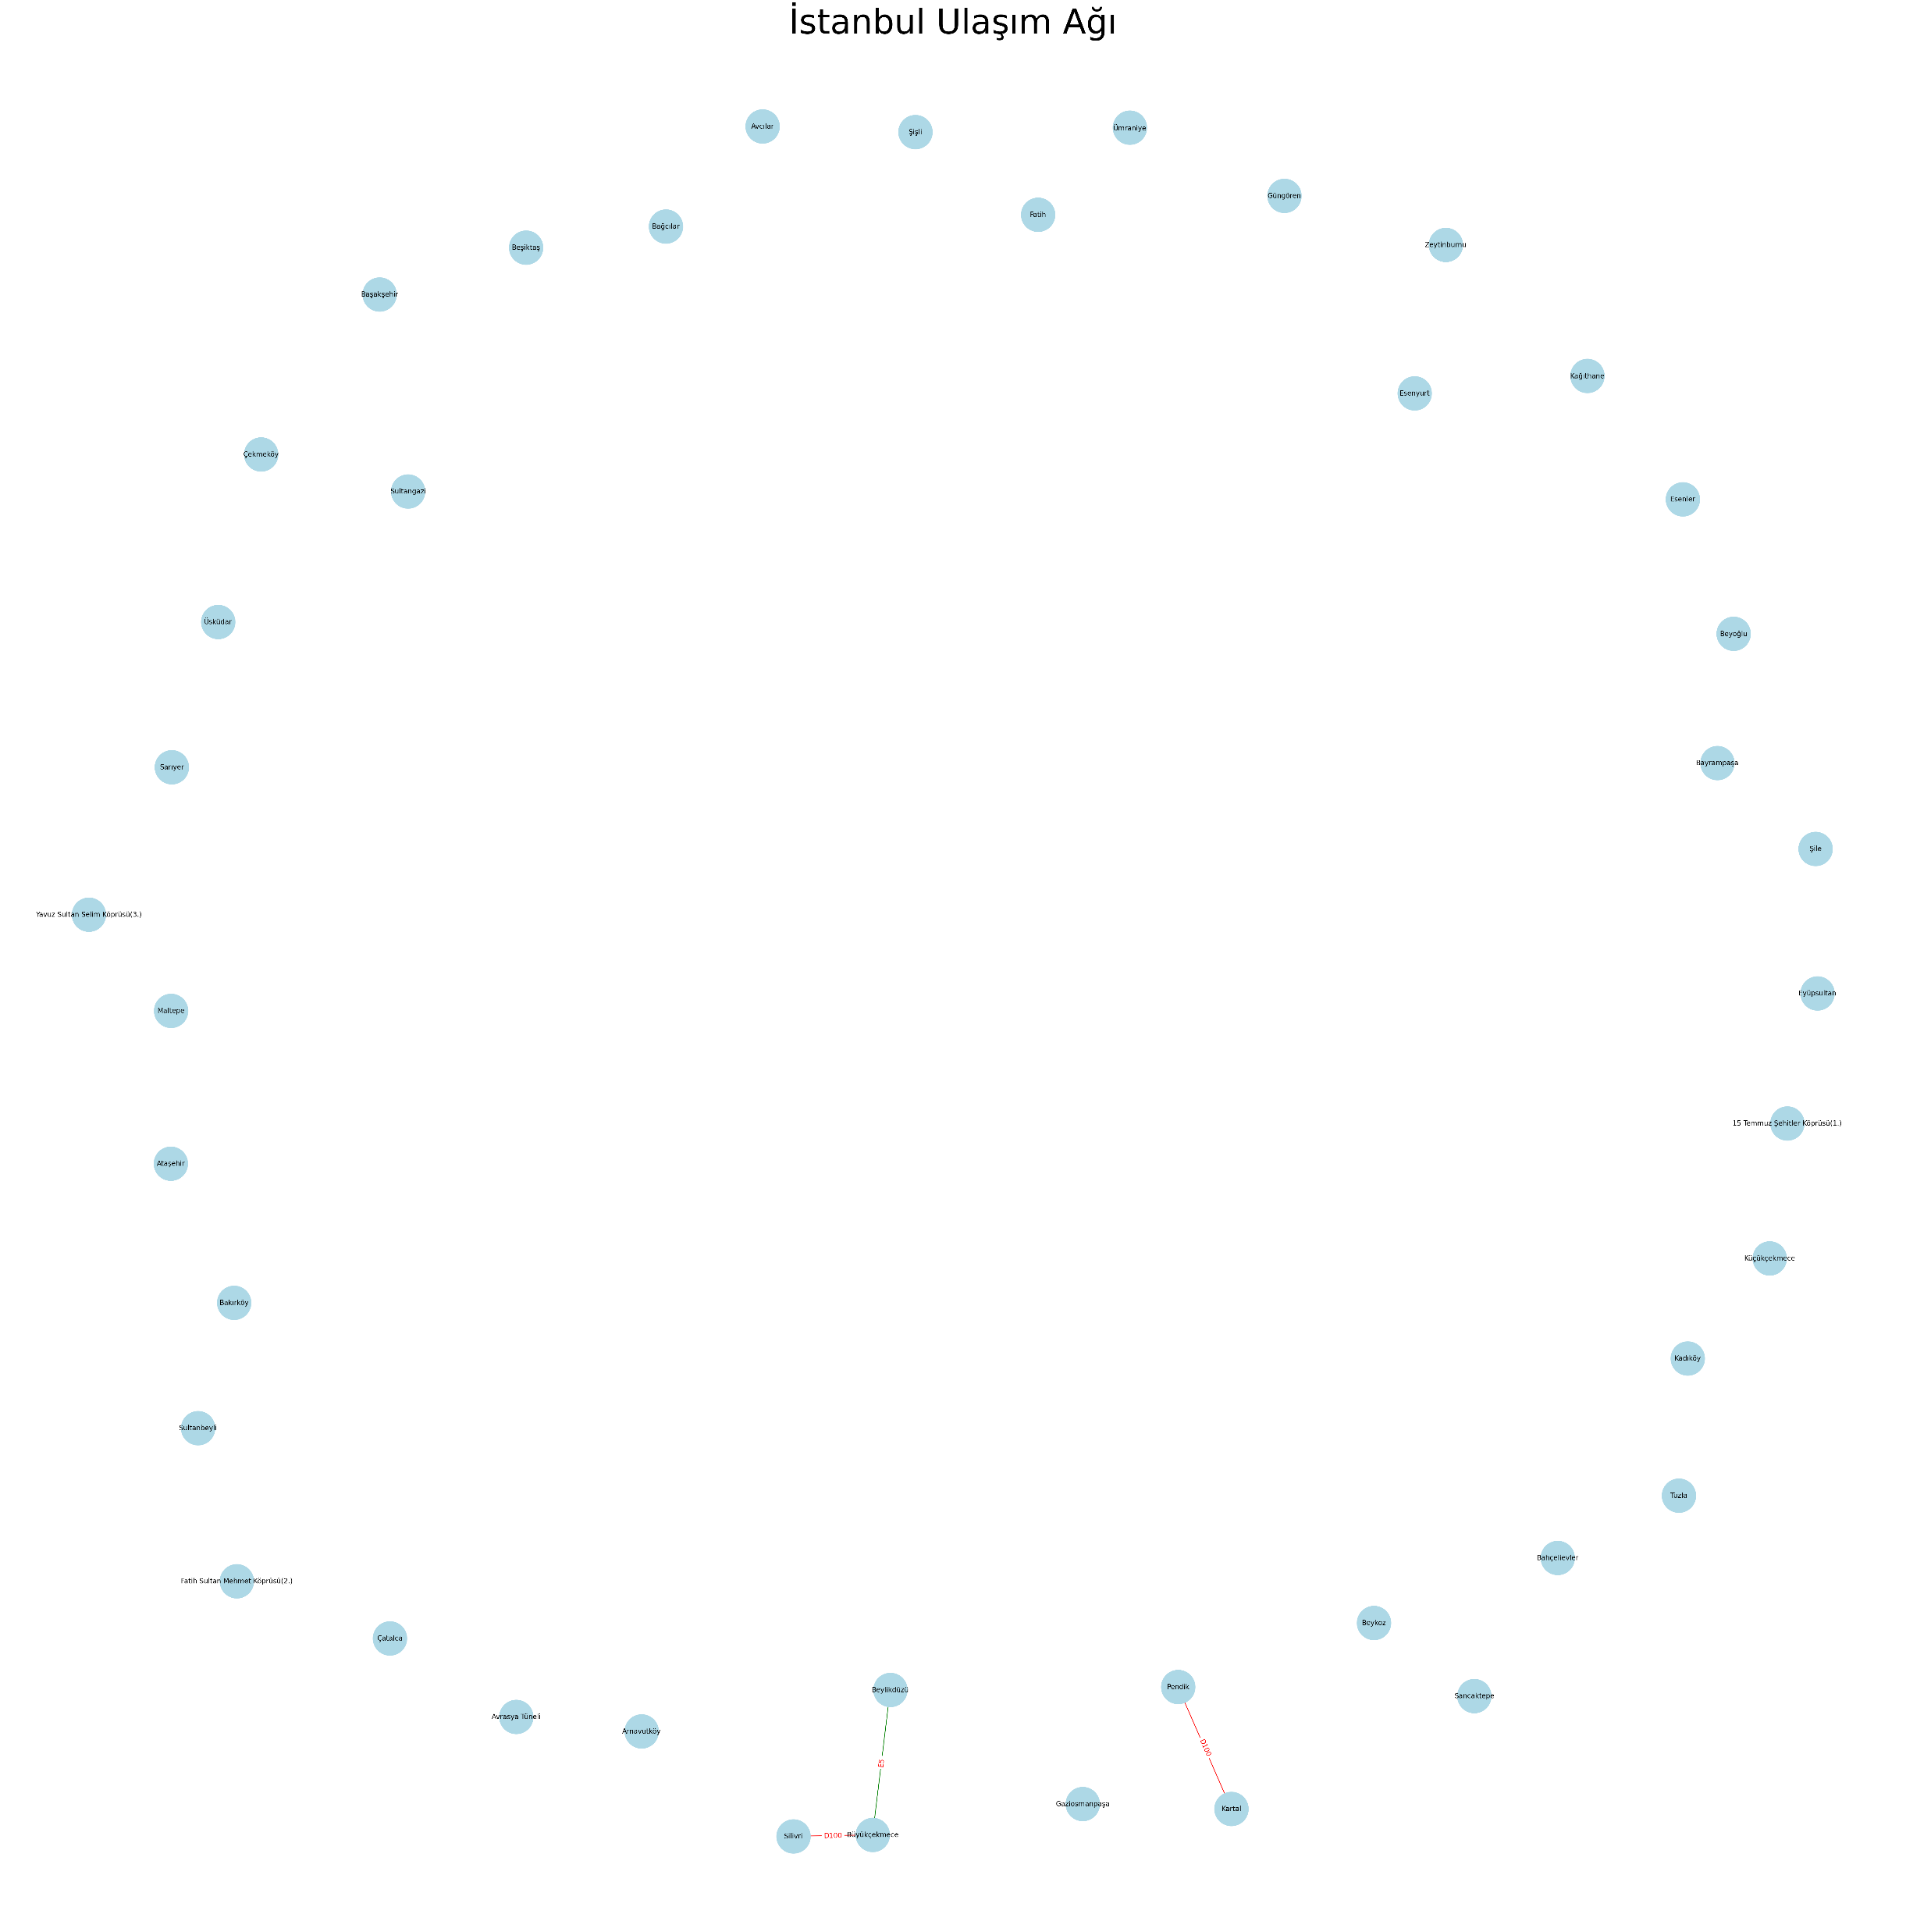 İstanbul Ulaşım Ağı
Avcılar
Şişli
Ümraniye
Güngören
Fatih
Bağcılar
Zeytinburnu
Beşiktaş
Başakşehir
Kağıthane
Esenyurt
Çekmeköy
Sultangazi
Esenler
Üsküdar
Beyoğlu
Bayrampaşa
Sarıyer
Şile
Yavuz Sultan Selim Köprüsü(3.)
Eyüpsultan
Maltepe
15 Temmuz Şehitler Köprüsü(1.)
Ataşehir
Küçükçekmece
Bakırköy
Kadıköy
Sultanbeyli
Tuzla
Bahçelievler
Fatih Sultan Mehmet Köprüsü(2.)
Beykoz
Çatalca
Pendik
Beylikdüzü
Sancaktepe
Avrasya Tüneli
Arnavutköy
D100
E5
Gaziosmanpaşa
Kartal
Silivri
D100
Büyükçekmece